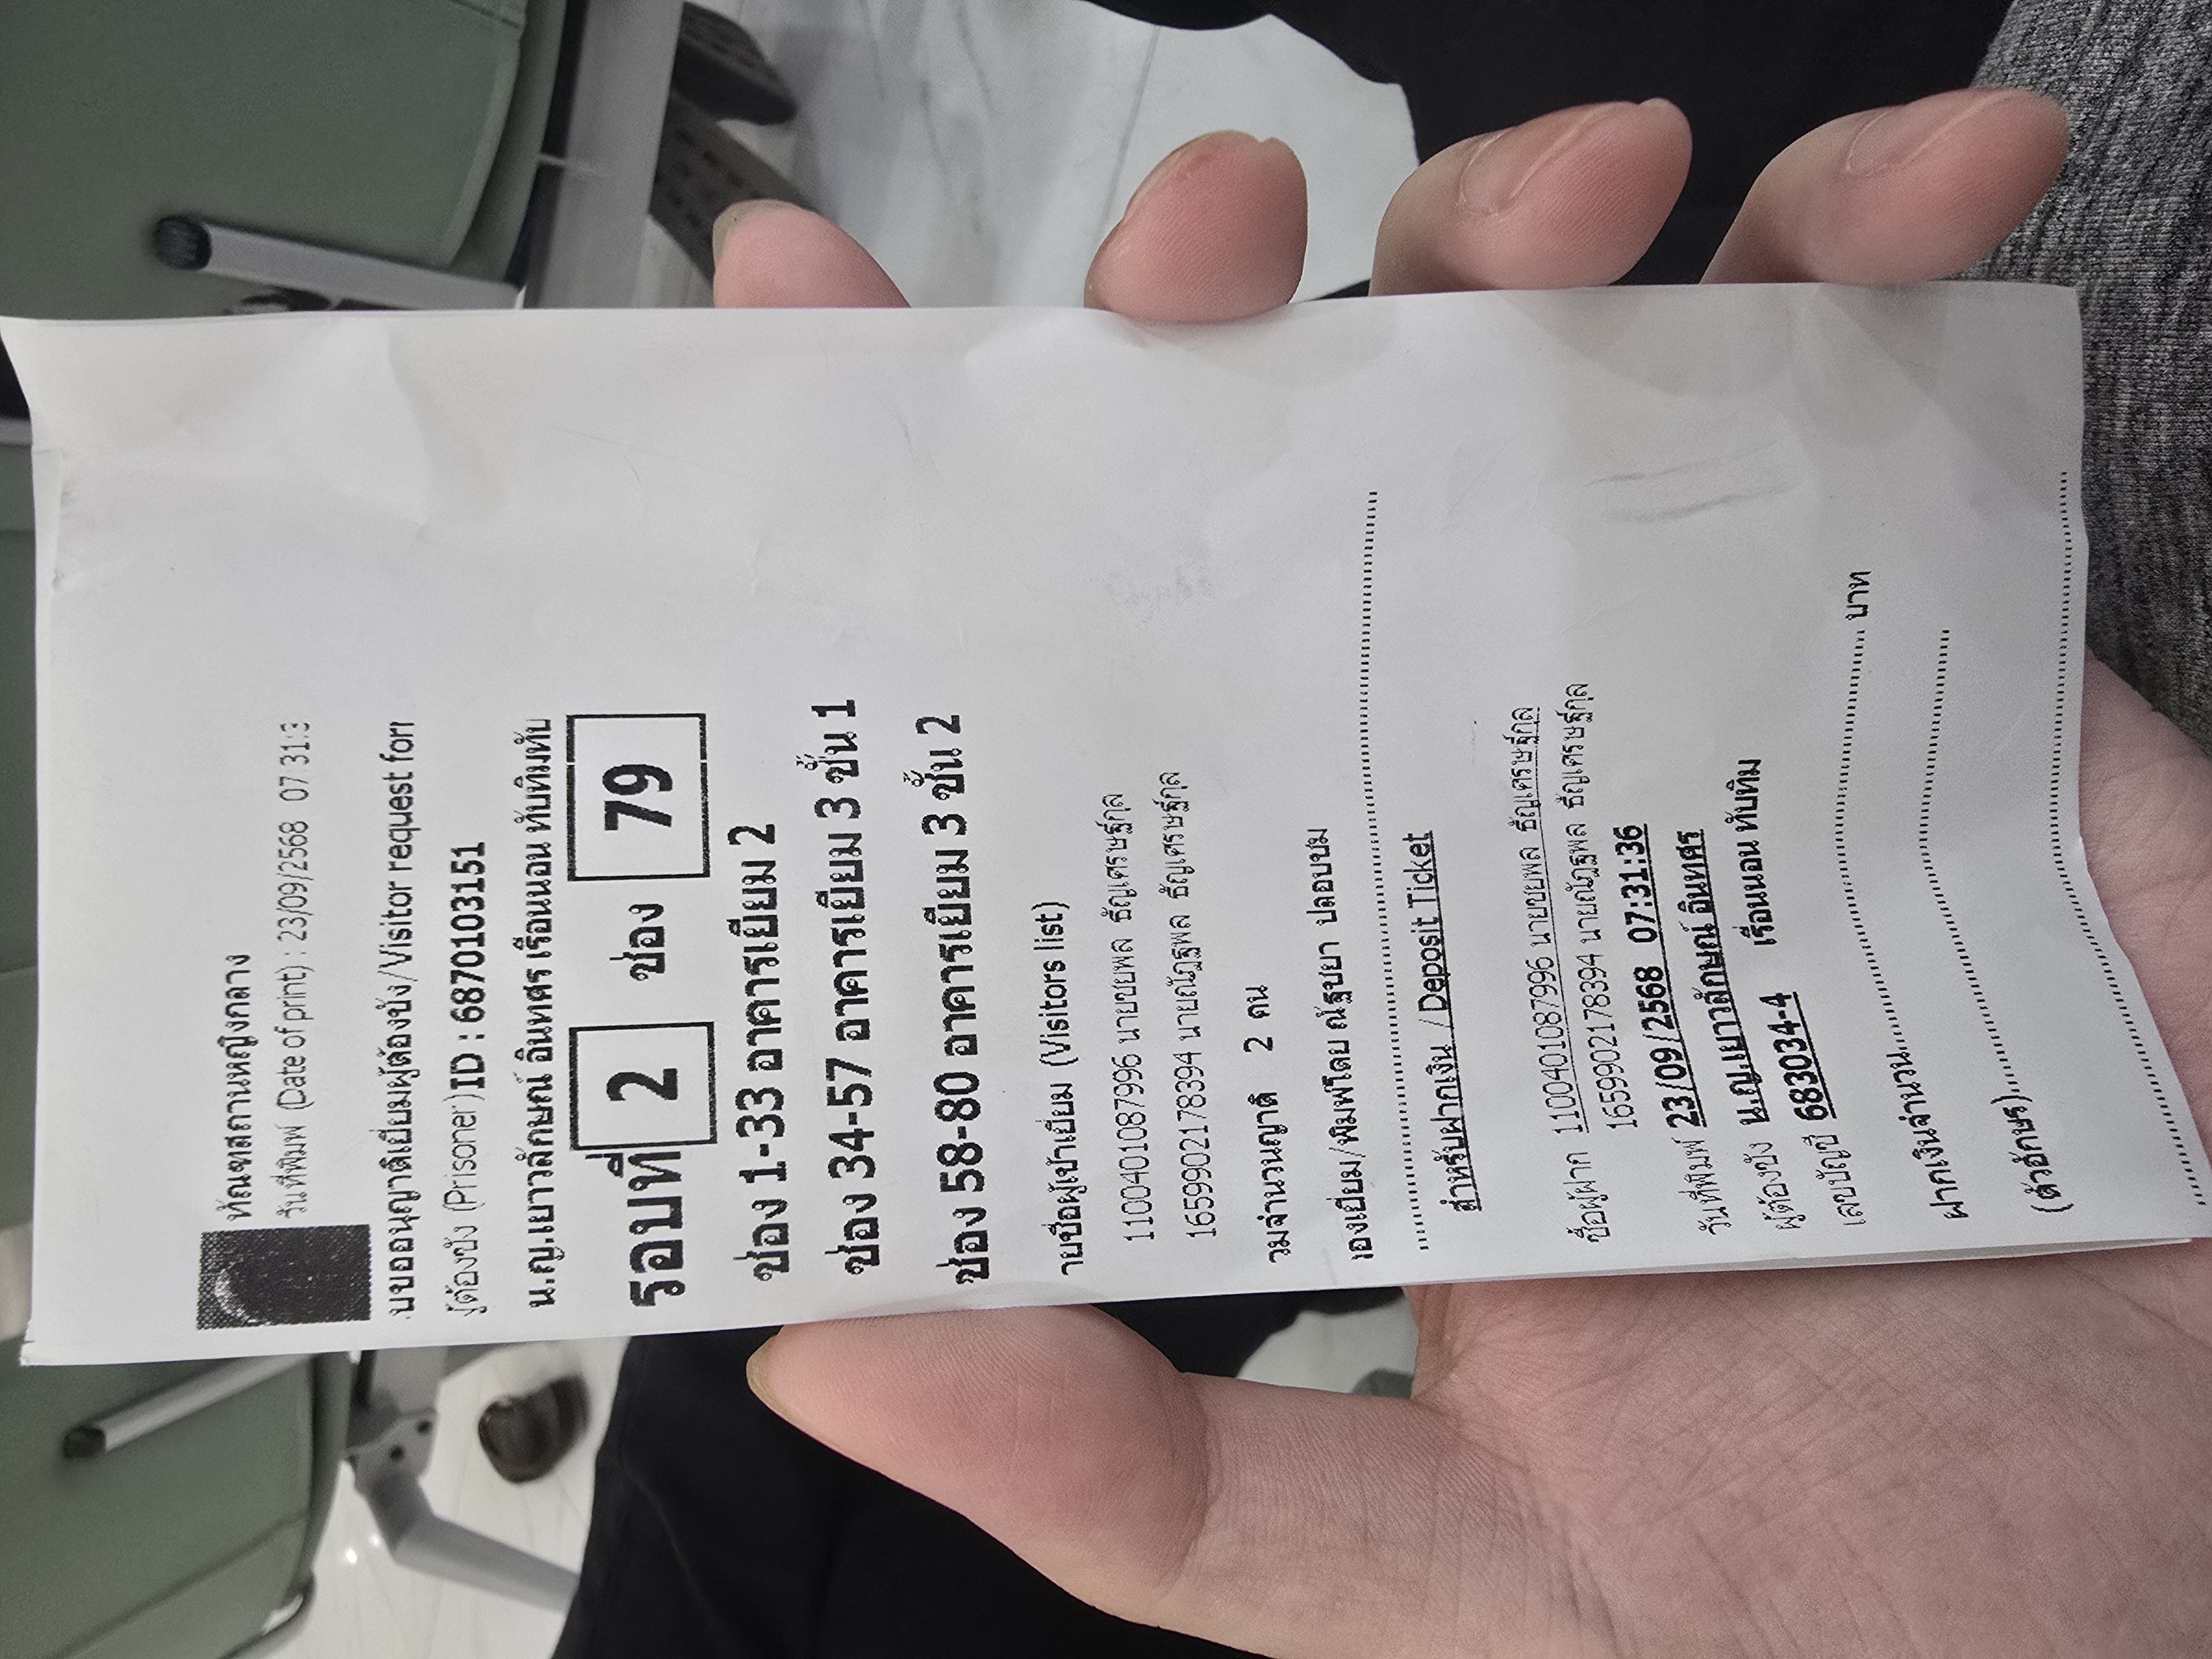 ทัณฑสถานหญิงกลาง
วันที่พิมพ์ (Date of print) : 23/09/2568 07:31:3
บขออนุญาติเยี่ยมผู้ต้องขัง/Visitor request for
ผู้ต้องขัง (Prisoner) ID : 6870103151
น.ญ.เยาวลักษณ์ อินทศร เรือนนอน ทับทิมทับ
รอบที่ 2 ช่อง 79
ช่อง 1-33 อาคารเยี่ยม 2
ช่อง 34-57 อาคารเยี่ยม 3 ชั้น 1
ช่อง 58-80 อาคารเยี่ยม 3 ชั้น 2
ายชื่อผู้เข้าเยี่ยม (Visitors list)
1100401087996 นายชยพล ธัญเศรษฐ์กุล
1659902178394 นายณัฏฐพล ธัญเศรษฐ์กุล
วมจำนวนญาติ 2 คน
องเยี่ยม/พิมพ์โดย ณัฐชยา ปลอบชม
สำหรับฝากเงิน /Deposit Ticket
ชื่อผู้ฝาก 1100401087996 นายชยพล ธัญเศรษฐ์กุล
1659902178394 นายณัฏฐพล ธัญเศรษฐ์กุล
วันที่พิมพ์ 23/09/2568 07:31:36
ผู้ต้องขัง น.ญ.เยาวลักษณ์ อินทศร
เลขบัญชี 683034-4 เรือนนอน ทับทิม
ฝากเงินจำนวน.......................................... บาท
(ตัวอักษร)..............................................